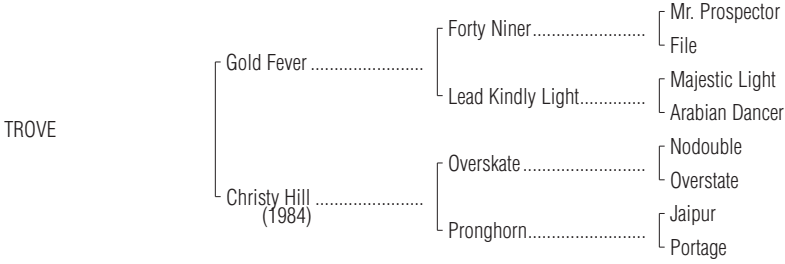 Mr. Prospector
Forty Niner..........................
File
Gold Fever ..........................
Majestic Light
Lead Kindly Light...............
Arabian Dancer
TROVE
Nodouble
Overskate ............................
Overstate
Christy Hill .........................
(1984)
Jaipur
Pronghorn...........................
Portage